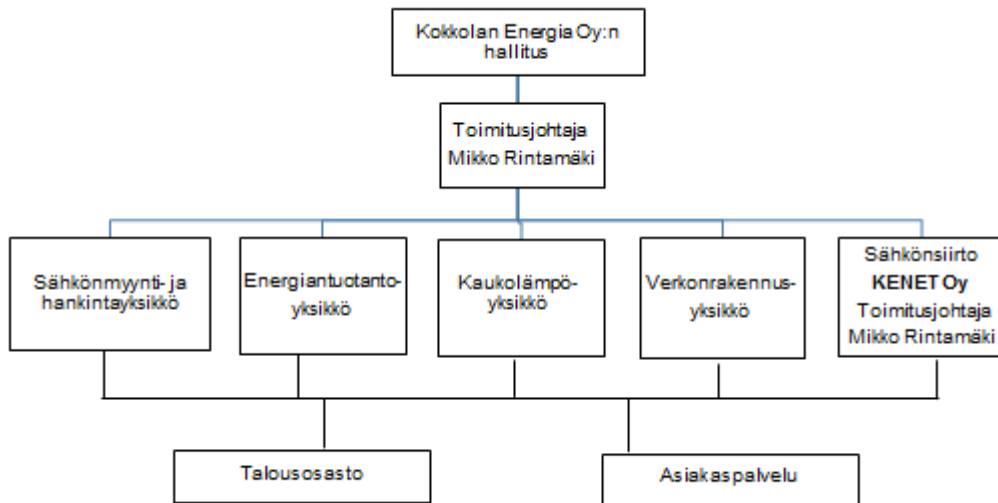 Kokkolan Energia Oy:n
hallitus
Toimitusjohtaja
Mikko Rintamäki
Sähkönmyynti- ja
hankintayksikkö
Energiantuotanto-
yksikkö
Kaukolämpö-
yksikkö
Verkonrakennus-
yksikkö
Sähkönsiirto
KENET Oy
Toimitusjohtaja
Mikko Rintamäki
Talousosasto
Asiakaspalvelu